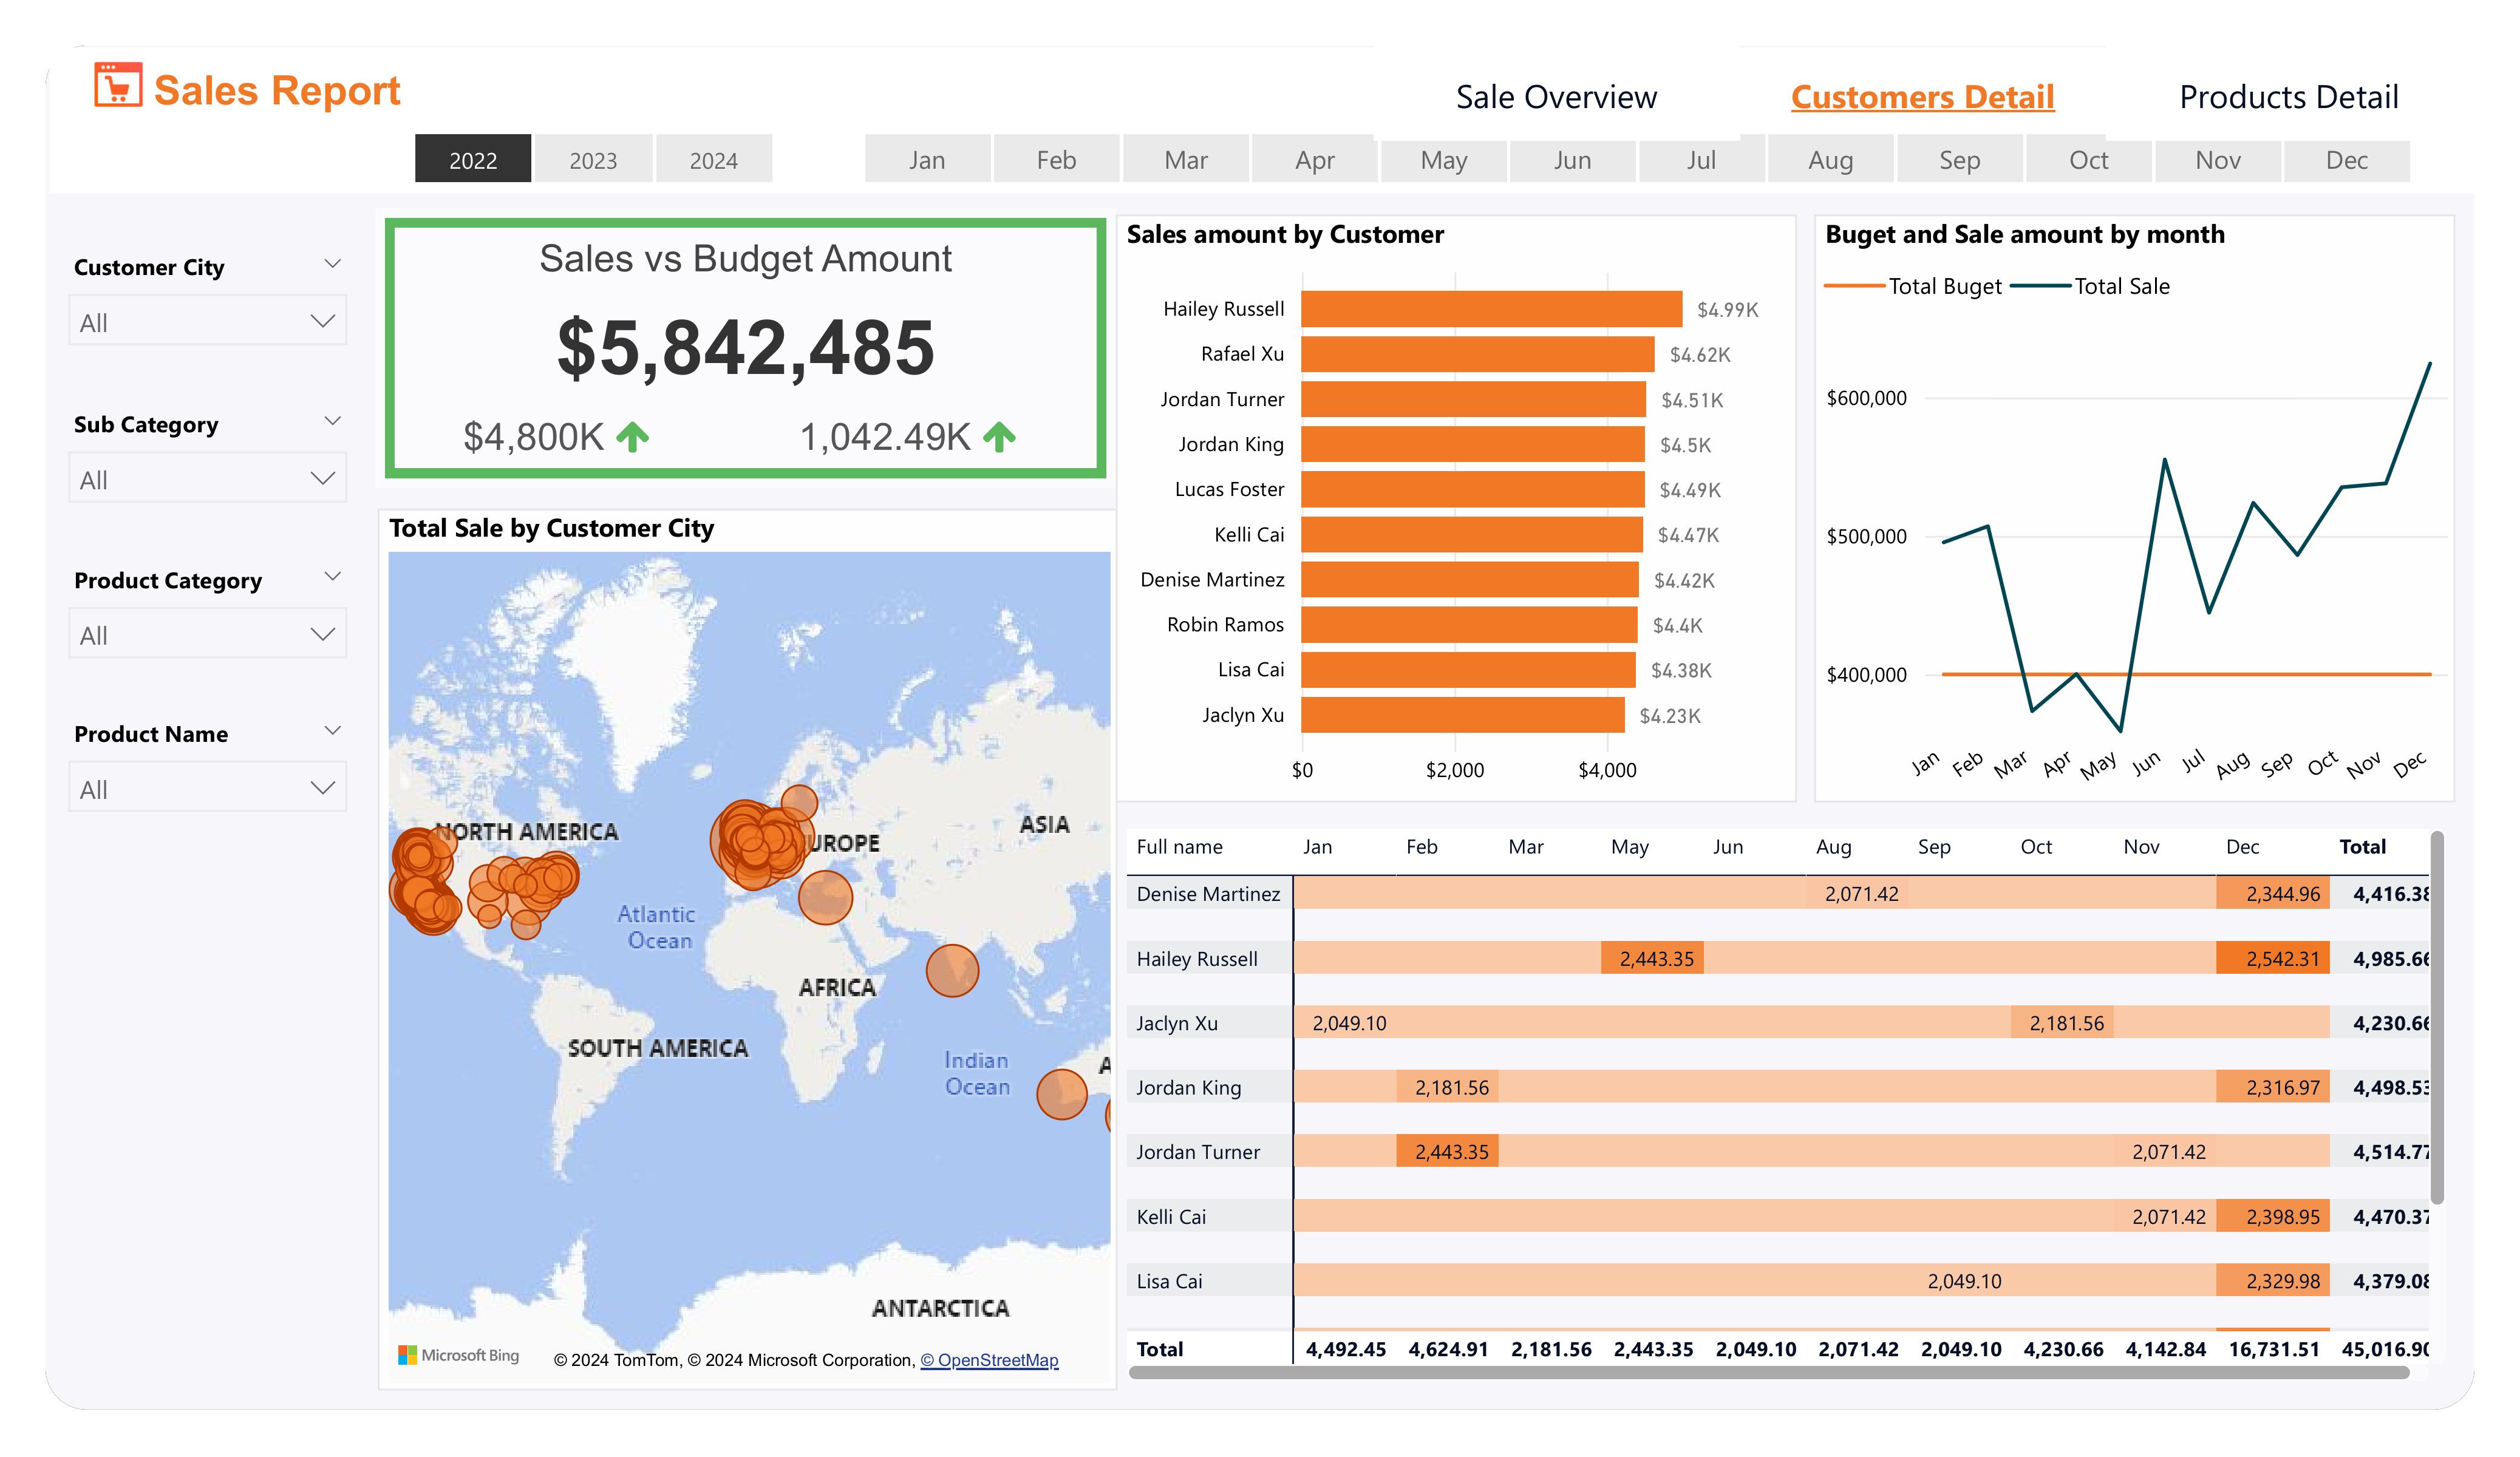 Sales Report
Sale Overview
Customers Detail
Products Detail
2022 2023 2024
Jan Feb Mar Apr May Jun Jul Aug Sep Oct Nov Dec
Customer City
All
Sub Category
All
Product Category
All
Product Name
All
Sales vs Budget Amount
$5,842,485
$4,800K 1,042.49K
Total Sale by Customer City
NORTH AMERICA
UROPE
ASIA
Atlantic
Ocean
AFRICA
SOUTH AMERICA
Indian
Ocean
A
ANTARCTICA
Microsoft Bing
© 2024 TomTom, © 2024 Microsoft Corporation, © OpenStreetMap
Sales amount by Customer
Hailey Russell $4.99K
Rafael Xu $4.62K
Jordan Turner $4.51K
Jordan King $4.5K
Lucas Foster $4.49K
Kelli Cai $4.47K
Denise Martinez $4.42K
Robin Ramos $4.4K
Lisa Cai $4.38K
Jaclyn Xu $4.23K
$0 $2,000 $4,000
Buget and Sale amount by month
Total Buget Total Sale
$600,000
$500,000
$400,000
Jan Feb Mar Apr May Jun Jul Aug Sep Oct Nov Dec
Full name Jan Feb Mar May Jun Aug Sep Oct Nov Dec Total
Denise Martinez 2,071.42 2,344.96 4,416.38
Hailey Russell 2,443.35 2,542.31 4,985.66
Jaclyn Xu 2,049.10 2,181.56 4,230.66
Jordan King 2,181.56 2,316.97 4,498.53
Jordan Turner 2,443.35 2,071.42 4,514.77
Kelli Cai 2,071.42 2,398.95 4,470.37
Lisa Cai 2,049.10 2,329.98 4,379.08
Total 4,492.45 4,624.91 2,181.56 2,443.35 2,049.10 2,071.42 2,049.10 4,230.66 4,142.84 16,731.51 45,016.90